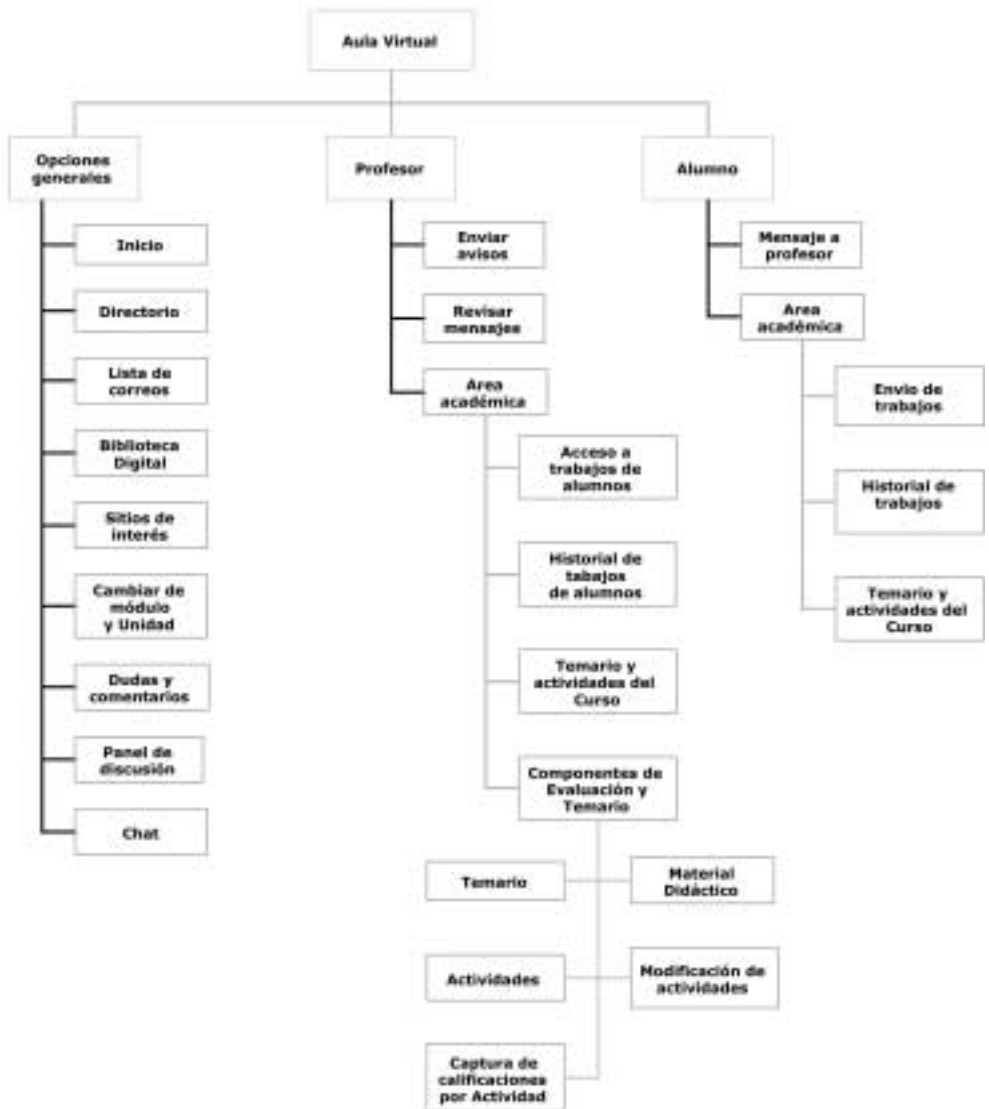 Aula Virtual
Opciones
generales
Profesor
Alumno
Inicio
Directorio
Lista de
correos
Biblioteca
Digital
Sitios de
interés
Cambiar de
módulo
y Unidad
Dudas y
comentarios
Panel de
discusión
Chat
Enviar
avisos
Revisar
mensajes
Area
académica
Acceso a
trabajos de
alumnos
Historial de
tabajos
de alumnos
Temario y
actividades del
Curso
Componentes de
Evaluación y
Temario
Temario
Material
Didáctico
Actividades
Modificación de
actividades
Captura de
calificaciones
por Actividad
Mensaje a
profesor
Area
académica
Envio de
trabajos
Historial de
trabajos
Temario y
actividades del
Curso